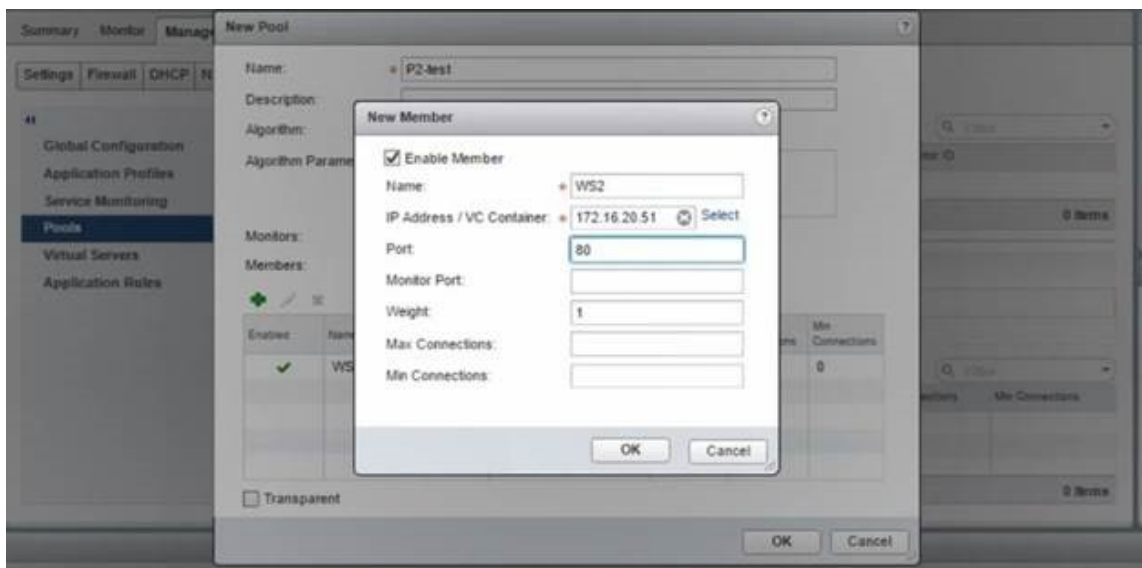 Summary Monitor Manag
New Pool
Settings Firewall DHCP N
Name: * P2-test
Description:
New Member
Algorithm:
Global Configuration
Enable Member
Algorithm Parame
Application Profiles
Name: * WS2
Service Monitoring
IP Address / VC Container: * 172.16.20.51 Select
0 Items
Pools
Monitors:
Port: 80
Virtual Servers
Members:
Monitor Port:
Application Rules
Weight: 1
Enabled Name Min Connections
Max Connections:
WS 0
Min Connections:
Min Connections
OK Cancel
Transparent
0 Items
OK Cancel